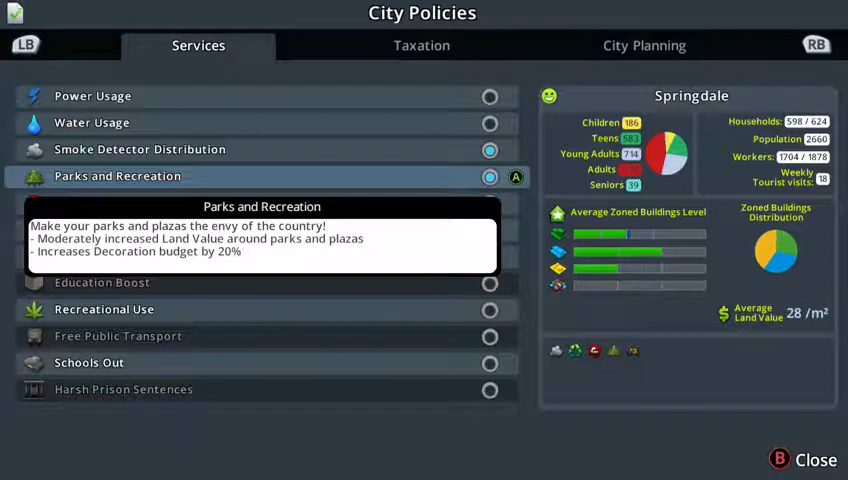 City Policies
LB
Services
Taxation
City Planning
RB
Power Usage
Water Usage
Smoke Detector Distribution
Parks and Recreation
A
Parks and Recreation
Make your parks and plazas the envy of the country!
- Moderately increased Land Value around parks and plazas
- Increases Decoration budget by 20%
Education Boost
Recreational Use
Free Public Transport
Schools Out
Harsh Prison Sentences
Springdale
Children 186
Teens 583
Young Adults 714
Adults
Seniors 39
Households: 598 / 624
Population 2660
Workers: 1704 / 1878
Weekly
Tourist visits: 18
Average Zoned Buildings Level
Zoned Buildings
Distribution
$ Average
Land Value 28 /m²
B Close